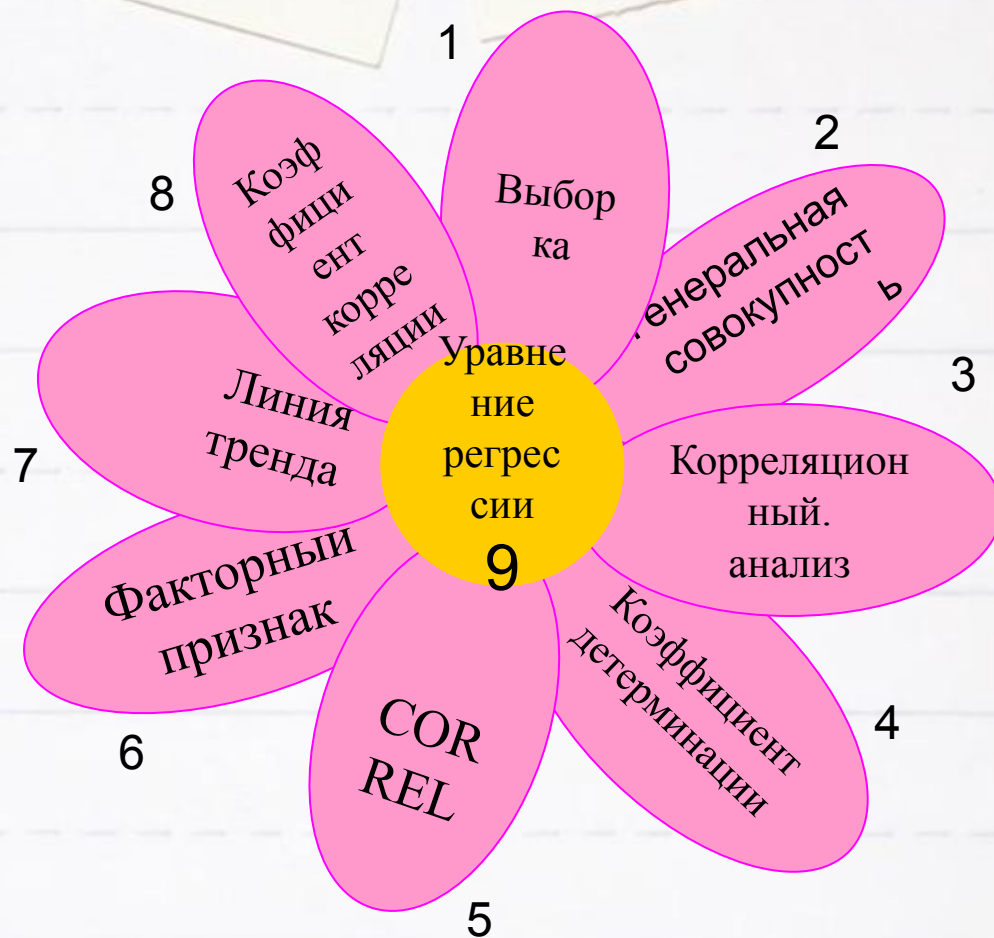 1
Выбор
ка
2
Генеральная
совокупност
ь
3
Корреляцион
ный.
анализ
4
Коэффициент
детерминации
5
COR
REL
6
Факторный
признак
7
Линия
тренда
8
Коэф
фици
ент
корре
ляции
Уравне
ние
регрес
сии
9